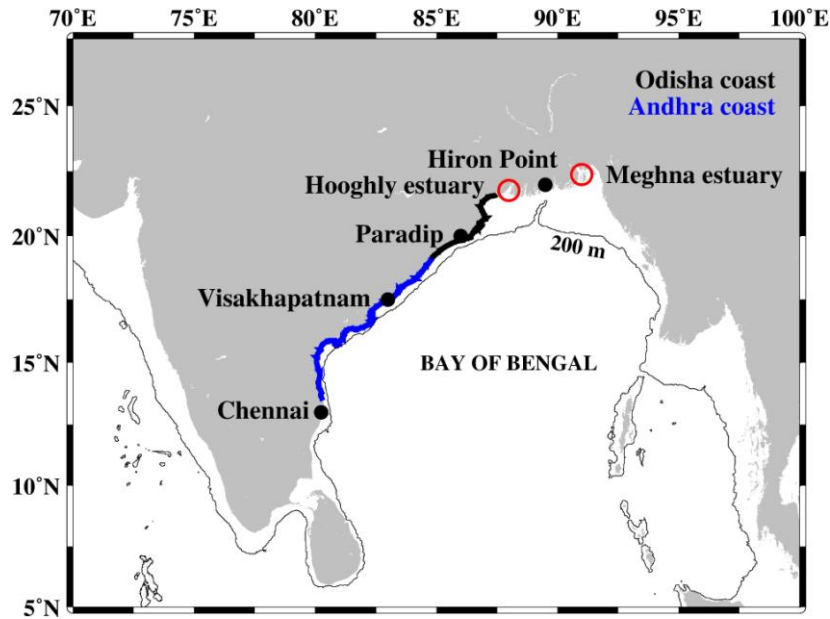 70˚E 75˚E 80˚E 85˚E 90˚E 95˚E 100˚E
25˚N
20˚N
15˚N
10˚N
5˚N
Odisha coast
Andhra coast
Hiron Point
Hooghly estuary
Meghna estuary
Paradip
200 m
Visakhapatnam
BAY OF BENGAL
Chennai